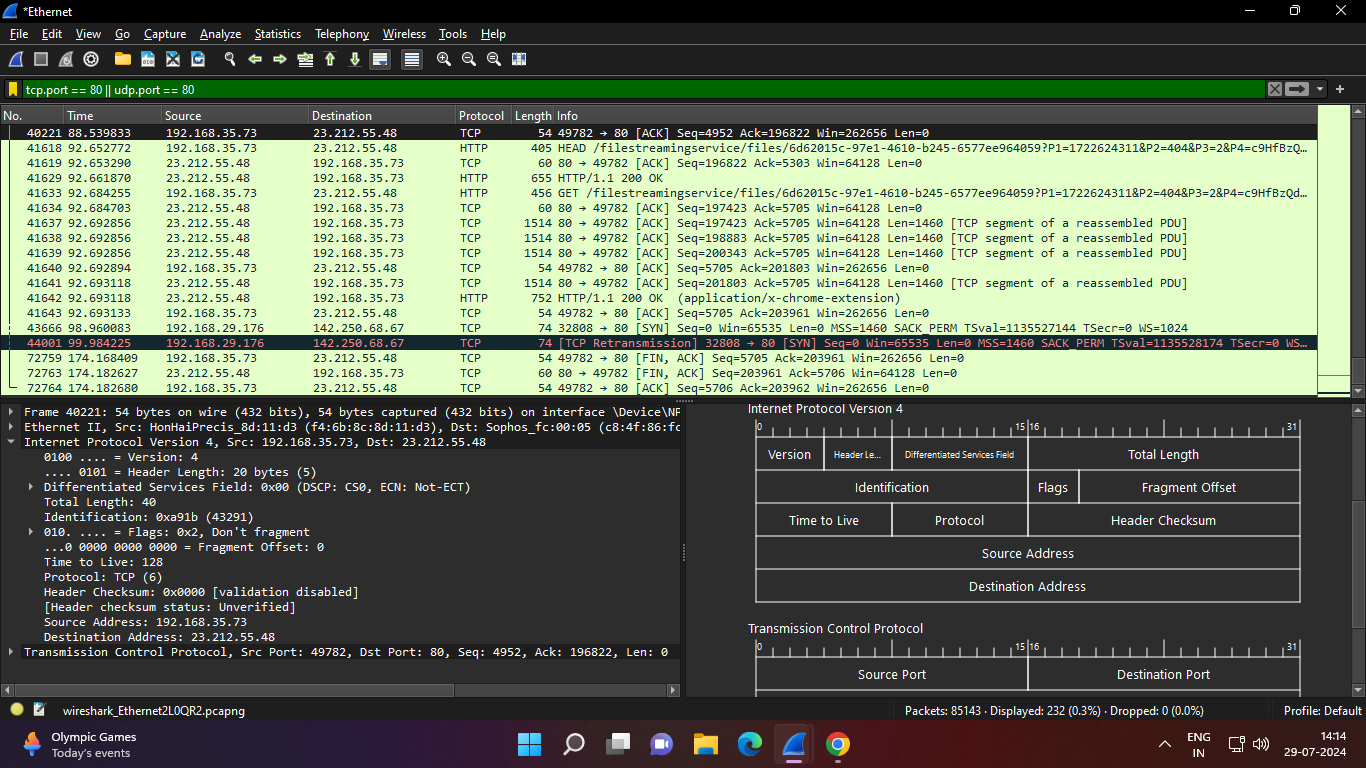 *Ethernet
File Edit View Go Capture Analyze Statistics Telephony Wireless Tools Help
tcp.port == 80 || udp.port == 80
No. Time Source Destination Protocol Length Info
40221 88.539833 192.168.35.73 23.212.55.48 TCP 54 49782 → 80 [ACK] Seq=4952 Ack=196822 Win=262656 Len=0
41618 92.652772 192.168.35.73 23.212.55.48 HTTP 405 HEAD /filestreamingservice/files/6d62015c-97e1-4610-b245-6577ee964059?P1=1722624311&P2=404&P3=2&P4=c9HfBzQ…
41619 92.653290 23.212.55.48 192.168.35.73 TCP 60 80 → 49782 [ACK] Seq=196822 Ack=5303 Win=64128 Len=0
41629 92.661870 23.212.55.48 192.168.35.73 HTTP 655 HTTP/1.1 200 OK
41633 92.684255 192.168.35.73 23.212.55.48 HTTP 456 GET /filestreamingservice/files/6d62015c-97e1-4610-b245-6577ee964059?P1=1722624311&P2=404&P3=2&P4=c9HfBzQd…
41634 92.684703 23.212.55.48 192.168.35.73 TCP 60 80 → 49782 [ACK] Seq=197423 Ack=5705 Win=64128 Len=0
41637 92.692856 23.212.55.48 192.168.35.73 TCP 1514 80 → 49782 [ACK] Seq=197423 Ack=5705 Win=64128 Len=1460 [TCP segment of a reassembled PDU]
41638 92.692856 23.212.55.48 192.168.35.73 TCP 1514 80 → 49782 [ACK] Seq=198883 Ack=5705 Win=64128 Len=1460 [TCP segment of a reassembled PDU]
41639 92.692856 23.212.55.48 192.168.35.73 TCP 1514 80 → 49782 [ACK] Seq=200343 Ack=5705 Win=64128 Len=1460 [TCP segment of a reassembled PDU]
41640 92.692894 192.168.35.73 23.212.55.48 TCP 54 49782 → 80 [ACK] Seq=5705 Ack=201803 Win=262656 Len=0
41641 92.693118 23.212.55.48 192.168.35.73 TCP 1514 80 → 49782 [ACK] Seq=201803 Ack=5705 Win=64128 Len=1460 [TCP segment of a reassembled PDU]
41642 92.693118 23.212.55.48 192.168.35.73 HTTP 752 HTTP/1.1 200 OK (application/x-chrome-extension)
41643 92.693133 192.168.35.73 23.212.55.48 TCP 54 49782 → 80 [ACK] Seq=5705 Ack=203961 Win=262656 Len=0
43666 98.960083 192.168.29.176 142.250.68.67 TCP 74 32808 → 80 [SYN] Seq=0 Win=65535 Len=0 MSS=1460 SACK_PERM TSval=1135527144 TSecr=0 WS=1024
44001 99.984225 192.168.29.176 142.250.68.67 TCP 74 [TCP Retransmission] 32808 → 80 [SYN] Seq=0 Win=65535 Len=0 MSS=1460 SACK_PERM TSval=1135528174 TSecr=0 WS…
72759 174.168409 192.168.35.73 23.212.55.48 TCP 54 49782 → 80 [FIN, ACK] Seq=5705 Ack=203961 Win=262656 Len=0
72763 174.182627 23.212.55.48 192.168.35.73 TCP 60 80 → 49782 [FIN, ACK] Seq=203961 Ack=5706 Win=64128 Len=0
72764 174.182680 192.168.35.73 23.212.55.48 TCP 54 49782 → 80 [ACK] Seq=5706 Ack=203962 Win=262656 Len=0
Frame 40221: 54 bytes on wire (432 bits), 54 bytes captured (432 bits) on interface \Device\NP
Ethernet II, Src: HonHaiPrecis_8d:11:d3 (f4:6b:8c:8d:11:d3), Dst: Sophos_fc:00:05 (c8:4f:86:fc
Internet Protocol Version 4, Src: 192.168.35.73, Dst: 23.212.55.48
0100 .... = Version: 4
.... 0101 = Header Length: 20 bytes (5)
Differentiated Services Field: 0x00 (DSCP: CS0, ECN: Not-ECT)
Total Length: 40
Identification: 0xa91b (43291)
010. .... = Flags: 0x2, Don't fragment
...0 0000 0000 0000 = Fragment Offset: 0
Time to Live: 128
Protocol: TCP (6)
Header Checksum: 0x0000 [validation disabled]
[Header checksum status: Unverified]
Source Address: 192.168.35.73
Destination Address: 23.212.55.48
Transmission Control Protocol, Src Port: 49782, Dst Port: 80, Seq: 4952, Ack: 196822, Len: 0
Internet Protocol Version 4
0 15 16 31
Version Header Le... Differentiated Services Field Total Length
Identification Flags Fragment Offset
Time to Live Protocol Header Checksum
Source Address
Destination Address
Transmission Control Protocol
0 15 16 31
Source Port Destination Port
wireshark_Ethernet2L0QR2.pcapng
Packets: 85143 · Displayed: 232 (0.3%) · Dropped: 0 (0.0%)
Profile: Default
Olympic Games
Today's events
ENG
IN
14:14
29-07-2024